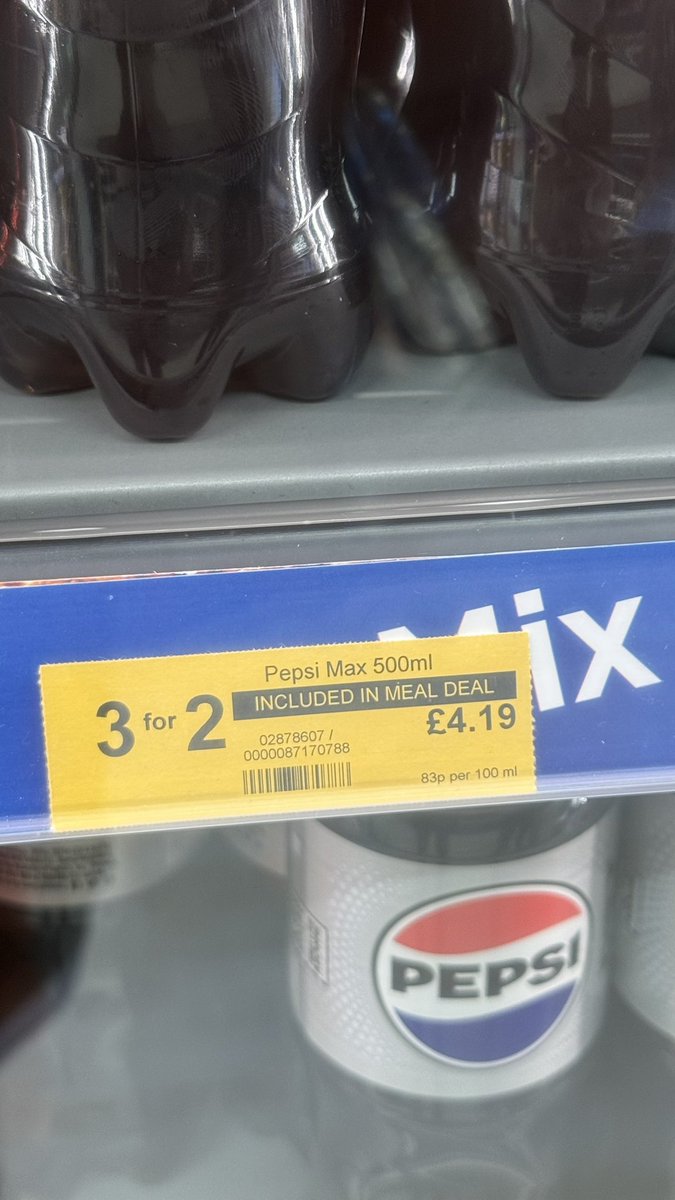 Mix
Pepsi Max 500ml
3 for 2
INCLUDED IN MEAL DEAL
£4.19
02878607 /
0000087170788
83p per 100 ml
PEPSI